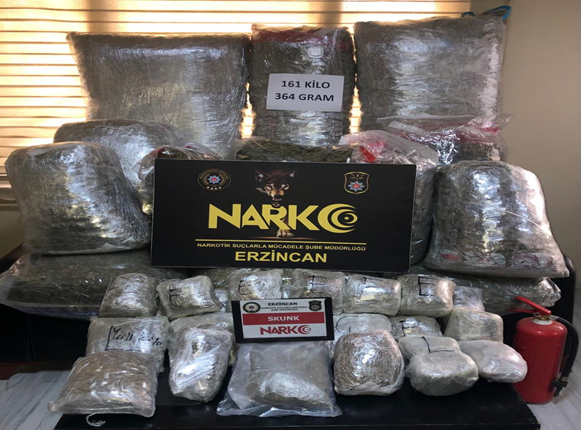 161 KİLO
364 GRAM
NARKO
NARKOTİK SUÇLARLA MÜCADELE ŞUBE MÜDÜRLÜĞÜ
ERZİNCAN
ERZİNCAN
SKUNK
NARKO